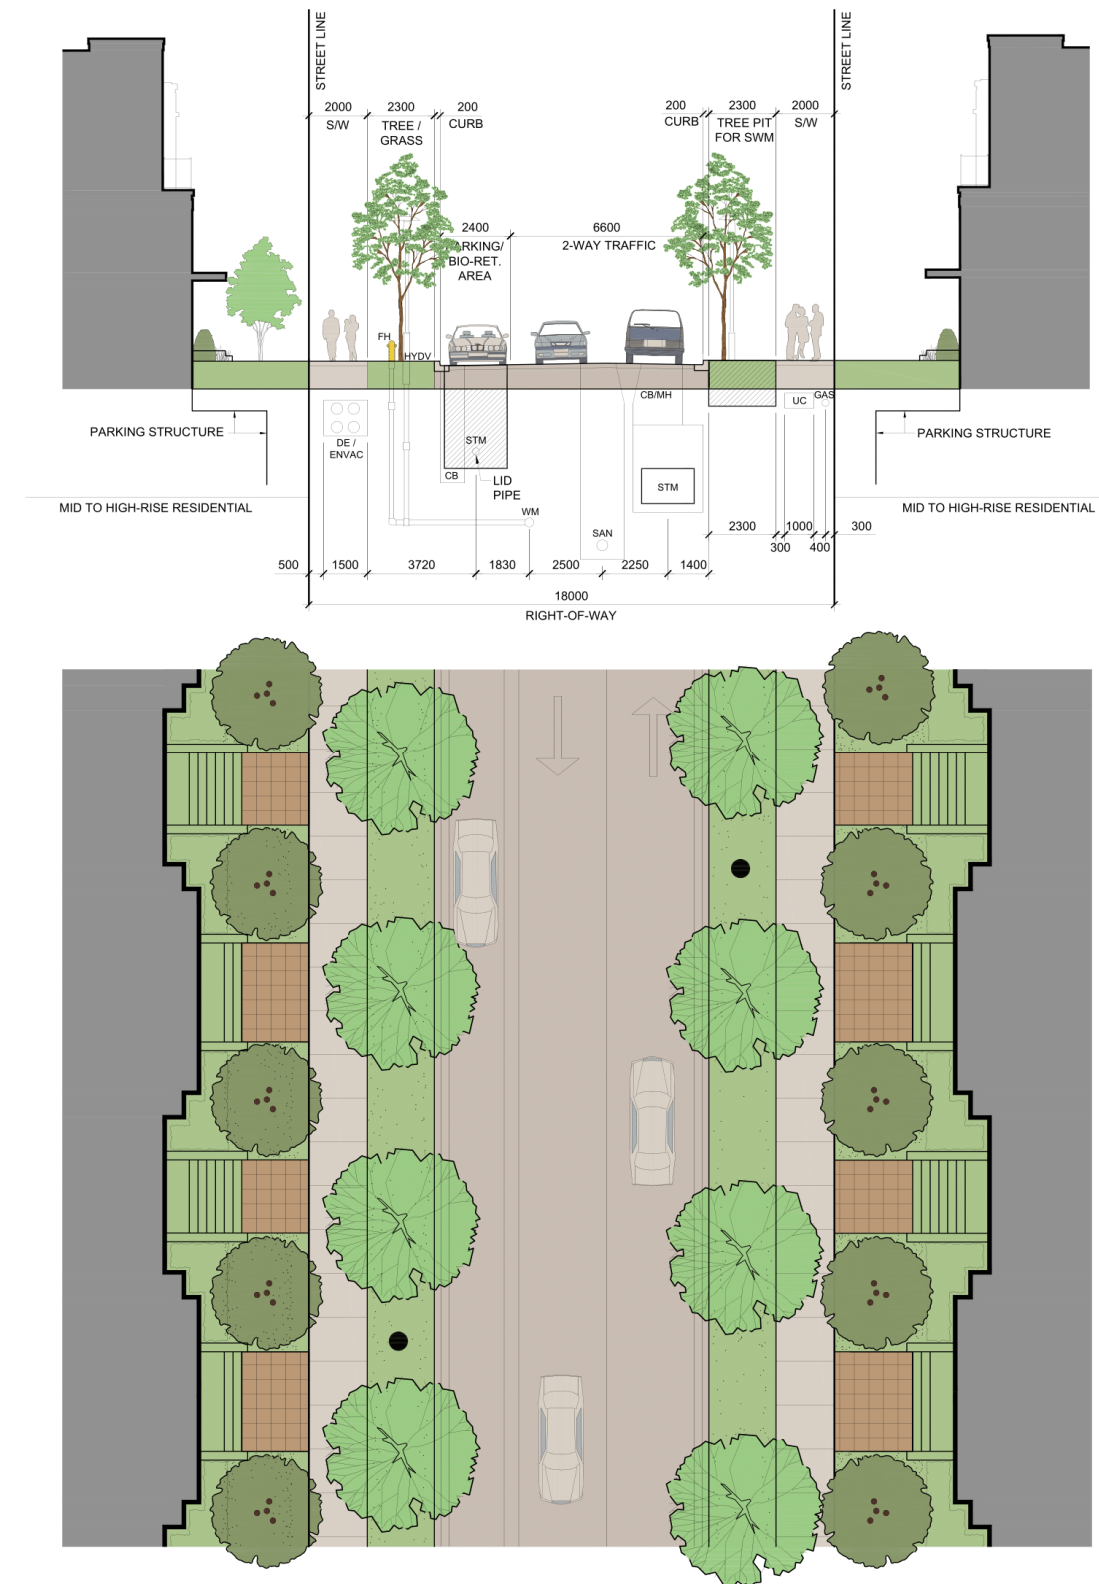 STREET LINE
STREET LINE
2000
S/W
2300
TREE /
GRASS
200
CURB
200
CURB
2300
TREE PIT
FOR SWM
2000
S/W
2400
ARKING/
BIO-RET.
AREA
6600
2-WAY TRAFFIC
FH
HYDV
CB/MH
UC
GAS
PARKING STRUCTURE
DE /
ENVAC
STM
CB
LID
PIPE
STM
PARKING STRUCTURE
MID TO HIGH-RISE RESIDENTIAL
WM
SAN
MID TO HIGH-RISE RESIDENTIAL
2300
1000
300
300
400
500
1500
3720
1830
2500
2250
1400
18000
RIGHT-OF-WAY